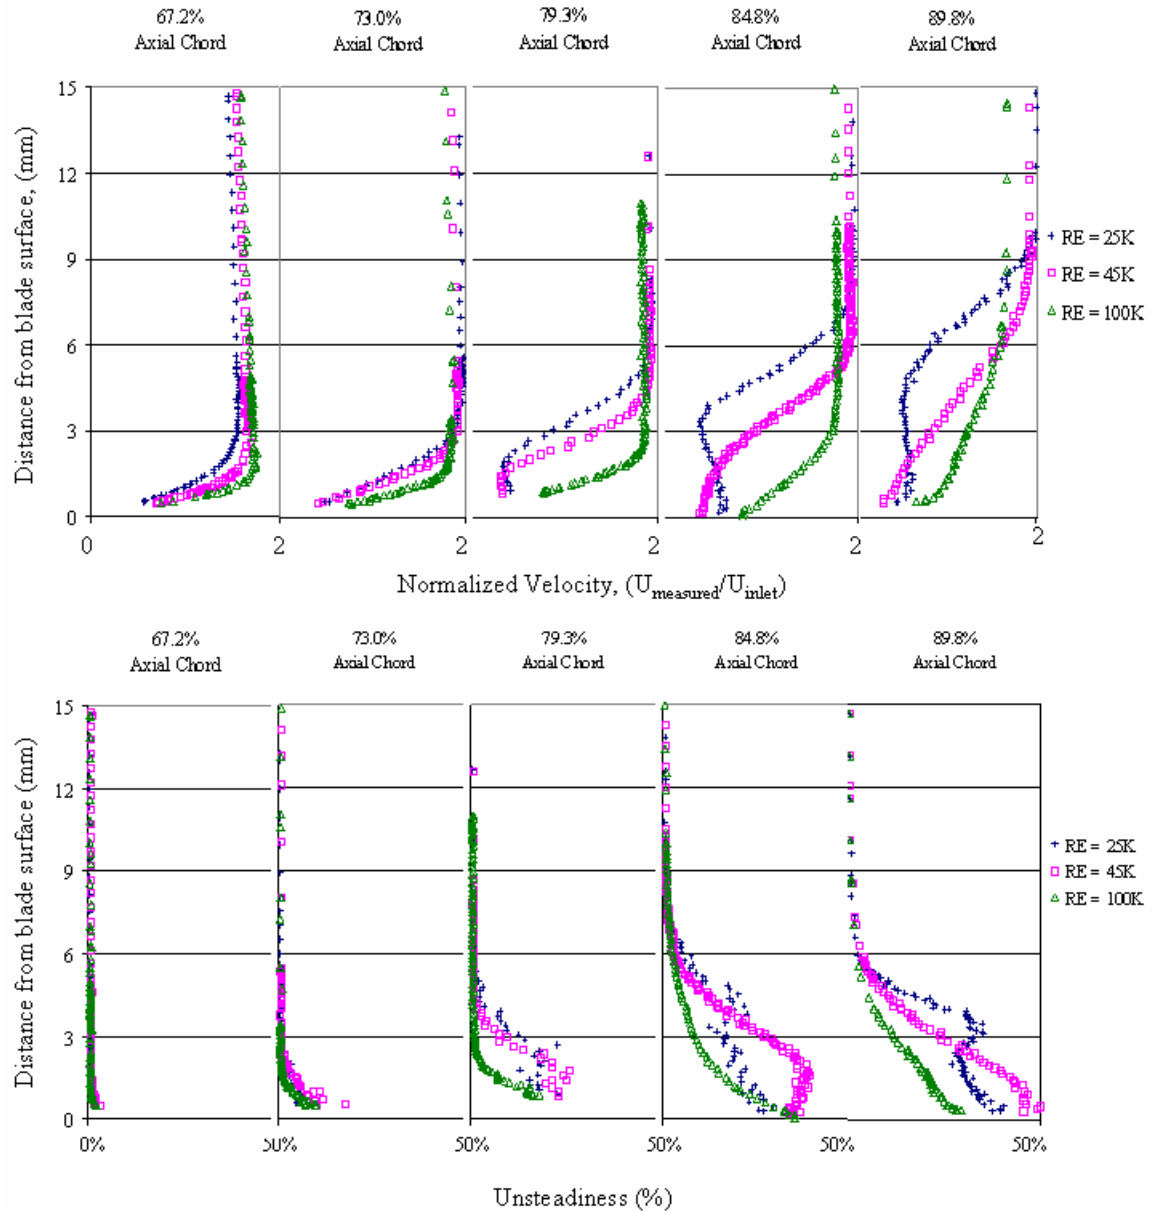 67.2% 73.0% 79.3% 84.8% 89.8%
Axial Chord Axial Chord Axial Chord Axial Chord Axial Chord
15
12
9
6
3
0
Distance from blade surface, (mm)
RE = 25K
RE = 45K
RE = 100K
0 2 2 2 2 2
Normalized Velocity, (Umeasured/Uinlet)
67.2% 73.0% 79.3% 84.8% 89.8%
Axial Chord Axial Chord Axial Chord Axial Chord Axial Chord
15
12
9
6
3
0
Distance from blade surface (mm)
RE = 25K
RE = 45K
RE = 100K
0% 50% 50% 50% 50% 50%
Unsteadiness (%)